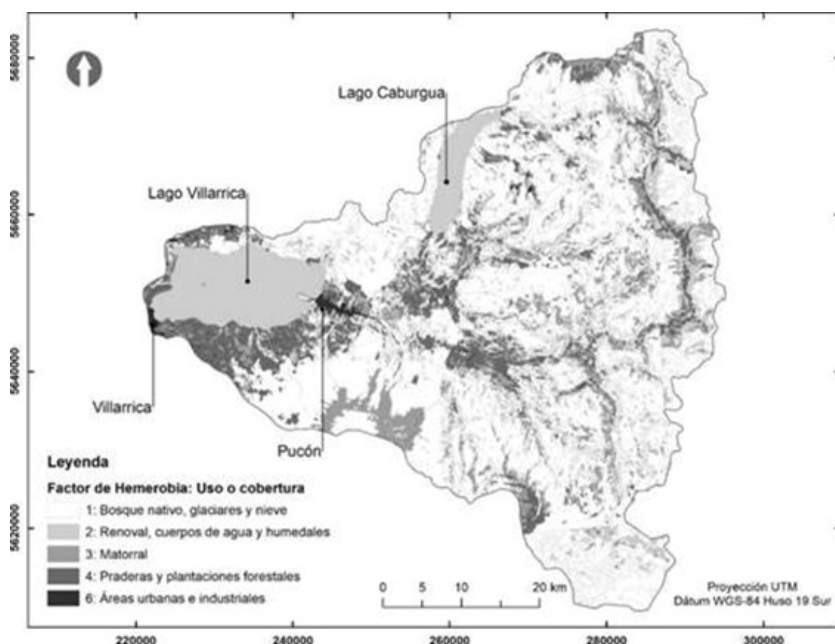 5680000
Lago Caburgua
Lago Villarrica
5660000
5640000
Villarrica
Pucón
Leyenda
Factor de Hemerobia: Uso o cobertura
1: Bosque nativo, glaciares y nieve
2: Renoval, cuerpos de agua y humedales
3: Matorral
4: Praderas y plantaciones forestales
6: Áreas urbanas e industriales
5620000
0 5 10 20 km
Proyección UTM
Dátum WGS-84 Huso 19 Sur
220000 240000 260000 280000 300000